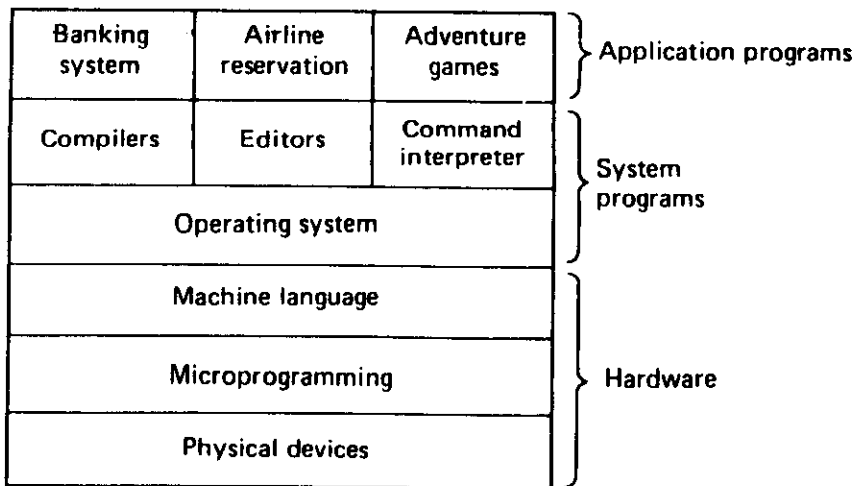 Banking
system
Airline
reservation
Adventure
games
Application programs
Compilers
Editors
Command
interpreter
System
programs
Operating system
Machine language
Microprogramming
Hardware
Physical devices